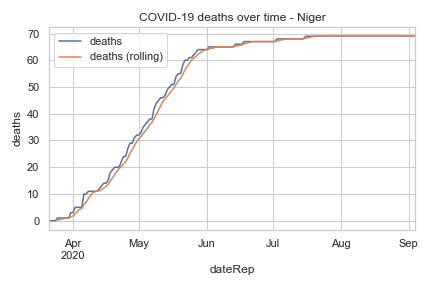 COVID-19 deaths over time - Niger
deaths
deaths (rolling)
70
60
50
40
30
20
10
0
deaths
Apr
2020
May
Jun
Jul
Aug
Sep
dateRep